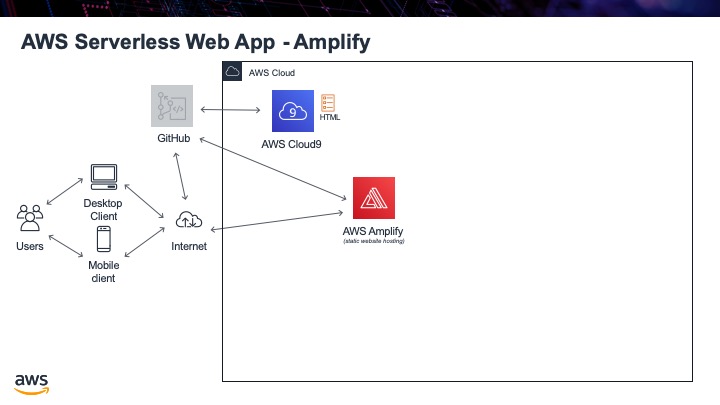 AWS Serverless Web App - Amplify
AWS Cloud
GitHub
9
HTML
AWS Cloud9
Desktop
Client
Users
Internet
AWS Amplify
(static website hosting)
Mobile
client
aws